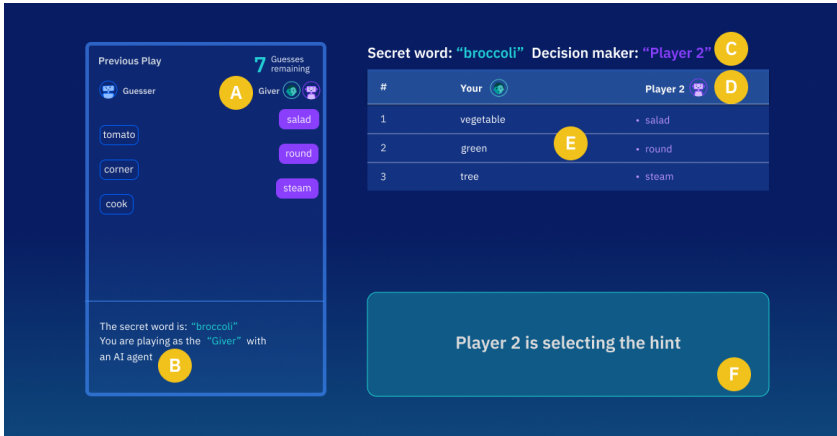 Previous Play
7 Guesses
remaining
Guesser
A
Giver
salad
tomato
round
corner
steam
cook
The secret word is: “broccoli”
You are playing as the “Giver” with
an AI agent
B
Secret word: “broccoli” Decision maker: “Player 2”
C
# Your Player 2
D
1 vegetable • salad
2 green • round
E
3 tree • steam
Player 2 is selecting the hint
F